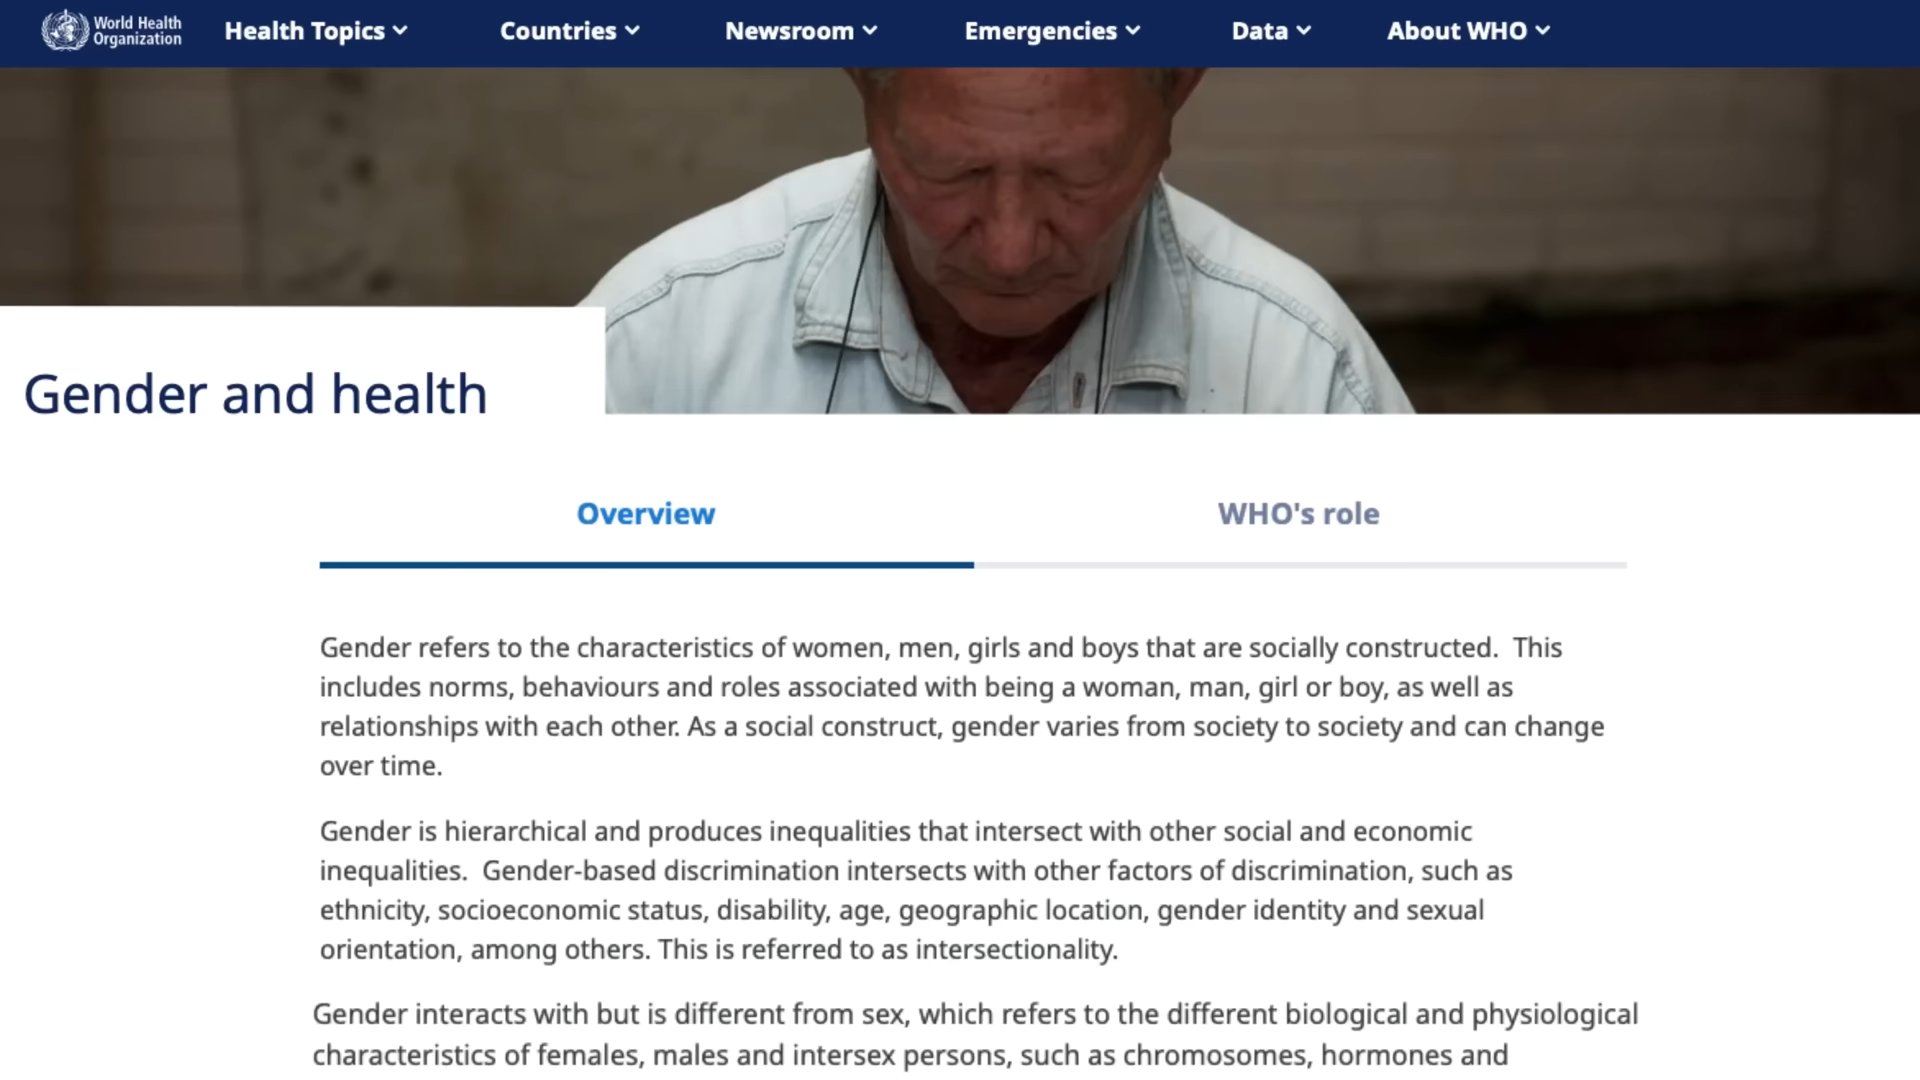 World Health
Organization
Health Topics
Countries
Newsroom
Emergencies
Data
About WHO
Gender and health
Overview
WHO's role
Gender refers to the characteristics of women, men, girls and boys that are socially constructed.  This
includes norms, behaviours and roles associated with being a woman, man, girl or boy, as well as
relationships with each other. As a social construct, gender varies from society to society and can change
over time.
Gender is hierarchical and produces inequalities that intersect with other social and economic
inequalities.  Gender-based discrimination intersects with other factors of discrimination, such as
ethnicity, socioeconomic status, disability, age, geographic location, gender identity and sexual
orientation, among others. This is referred to as intersectionality.
Gender interacts with but is different from sex, which refers to the different biological and physiological
characteristics of females, males and intersex persons, such as chromosomes, hormones and